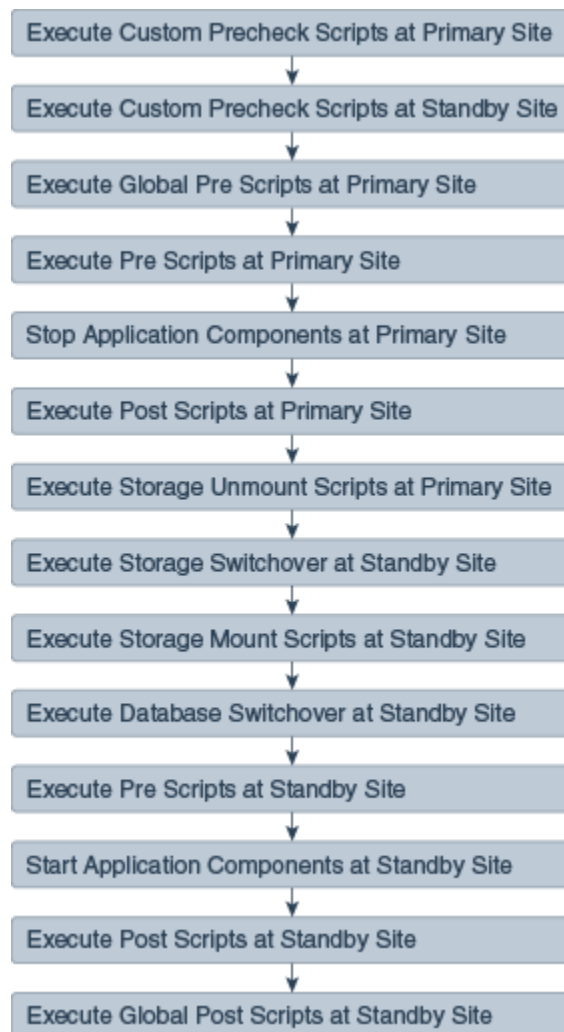 Execute Custom Precheck Scripts at Primary Site
Execute Custom Precheck Scripts at Standby Site
Execute Global Pre Scripts at Primary Site
Execute Pre Scripts at Primary Site
Stop Application Components at Primary Site
Execute Post Scripts at Primary Site
Execute Storage Unmount Scripts at Primary Site
Execute Storage Switchover at Standby Site
Execute Storage Mount Scripts at Standby Site
Execute Database Switchover at Standby Site
Execute Pre Scripts at Standby Site
Start Application Components at Standby Site
Execute Post Scripts at Standby Site
Execute Global Post Scripts at Standby Site